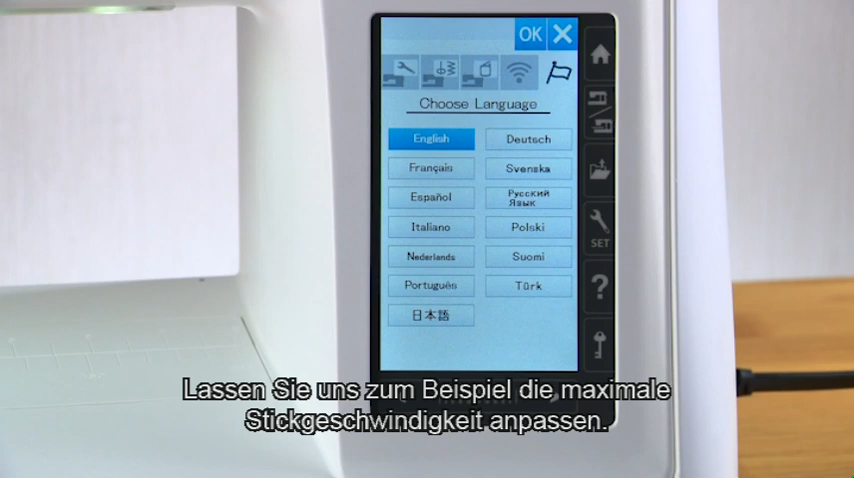 OK
Choose Language
English
Deutsch
Français
Svenska
Español
Русский
Язык
Italiano
Polski
Nederlands
Suomi
Português
Türk
日本語
SET
?
Lassen Sie uns zum Beispiel die maximale
Stickgeschwindigkeit anpassen.